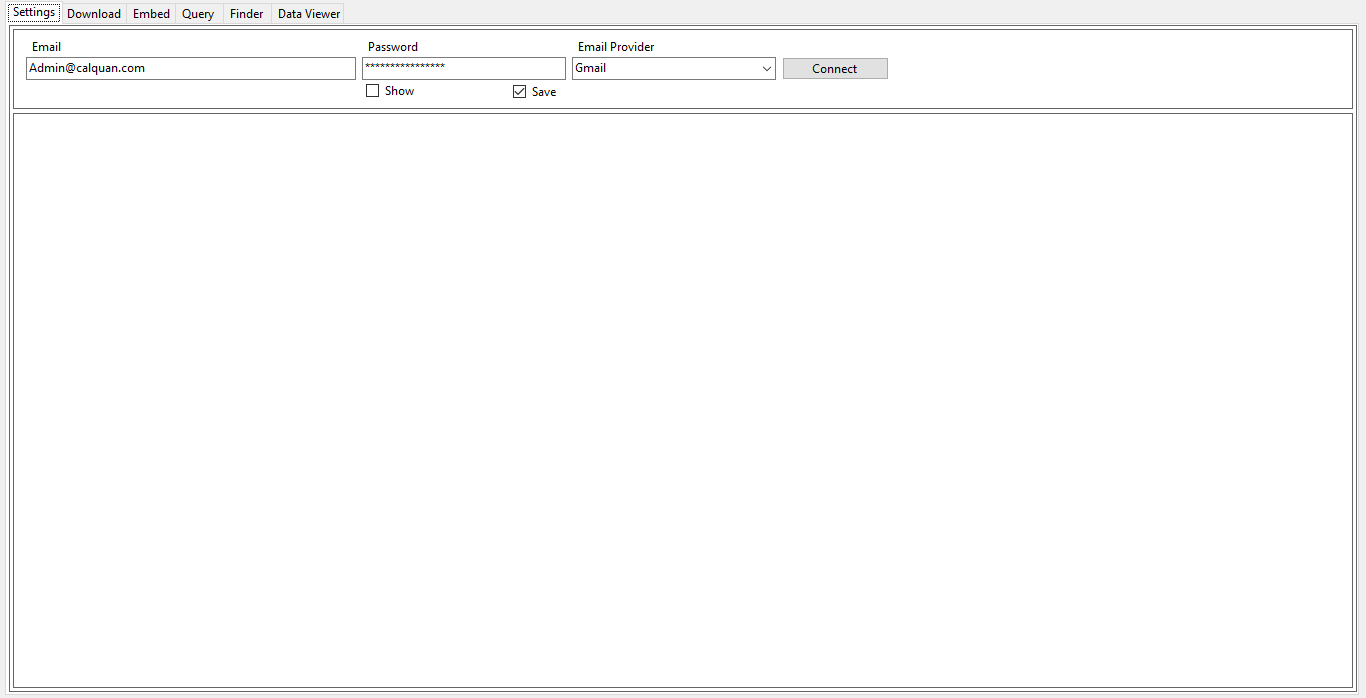 Settings Download Embed Query Finder Data Viewer
Email Password Email Provider
Admin@calquan.com **************** Gmail Connect
Show Save